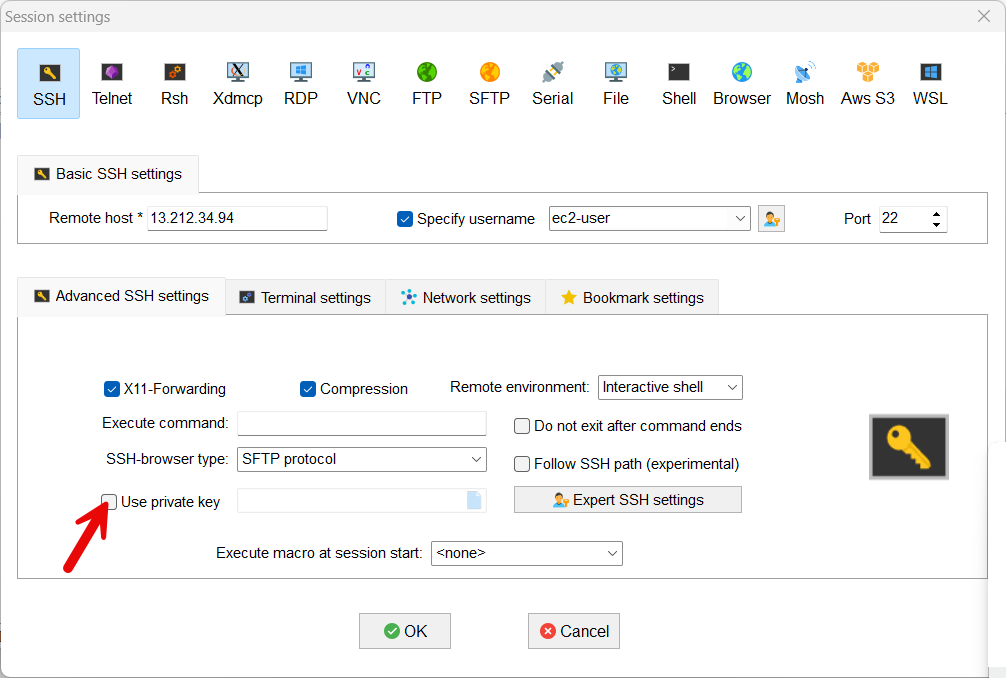 Session settings
SSH Telnet Rsh Xdmcp RDP VNC FTP SFTP Serial File Shell Browser Mosh Aws S3 WSL
Basic SSH settings
Remote host * 13.212.34.94 Specify username ec2-user Port 22
Advanced SSH settings Terminal settings Network settings Bookmark settings
X11-Forwarding Compression Remote environment: Interactive shell
Execute command: Do not exit after command ends
SSH-browser type: SFTP protocol Follow SSH path (experimental)
Use private key Expert SSH settings
Execute macro at session start: <none>
OK Cancel